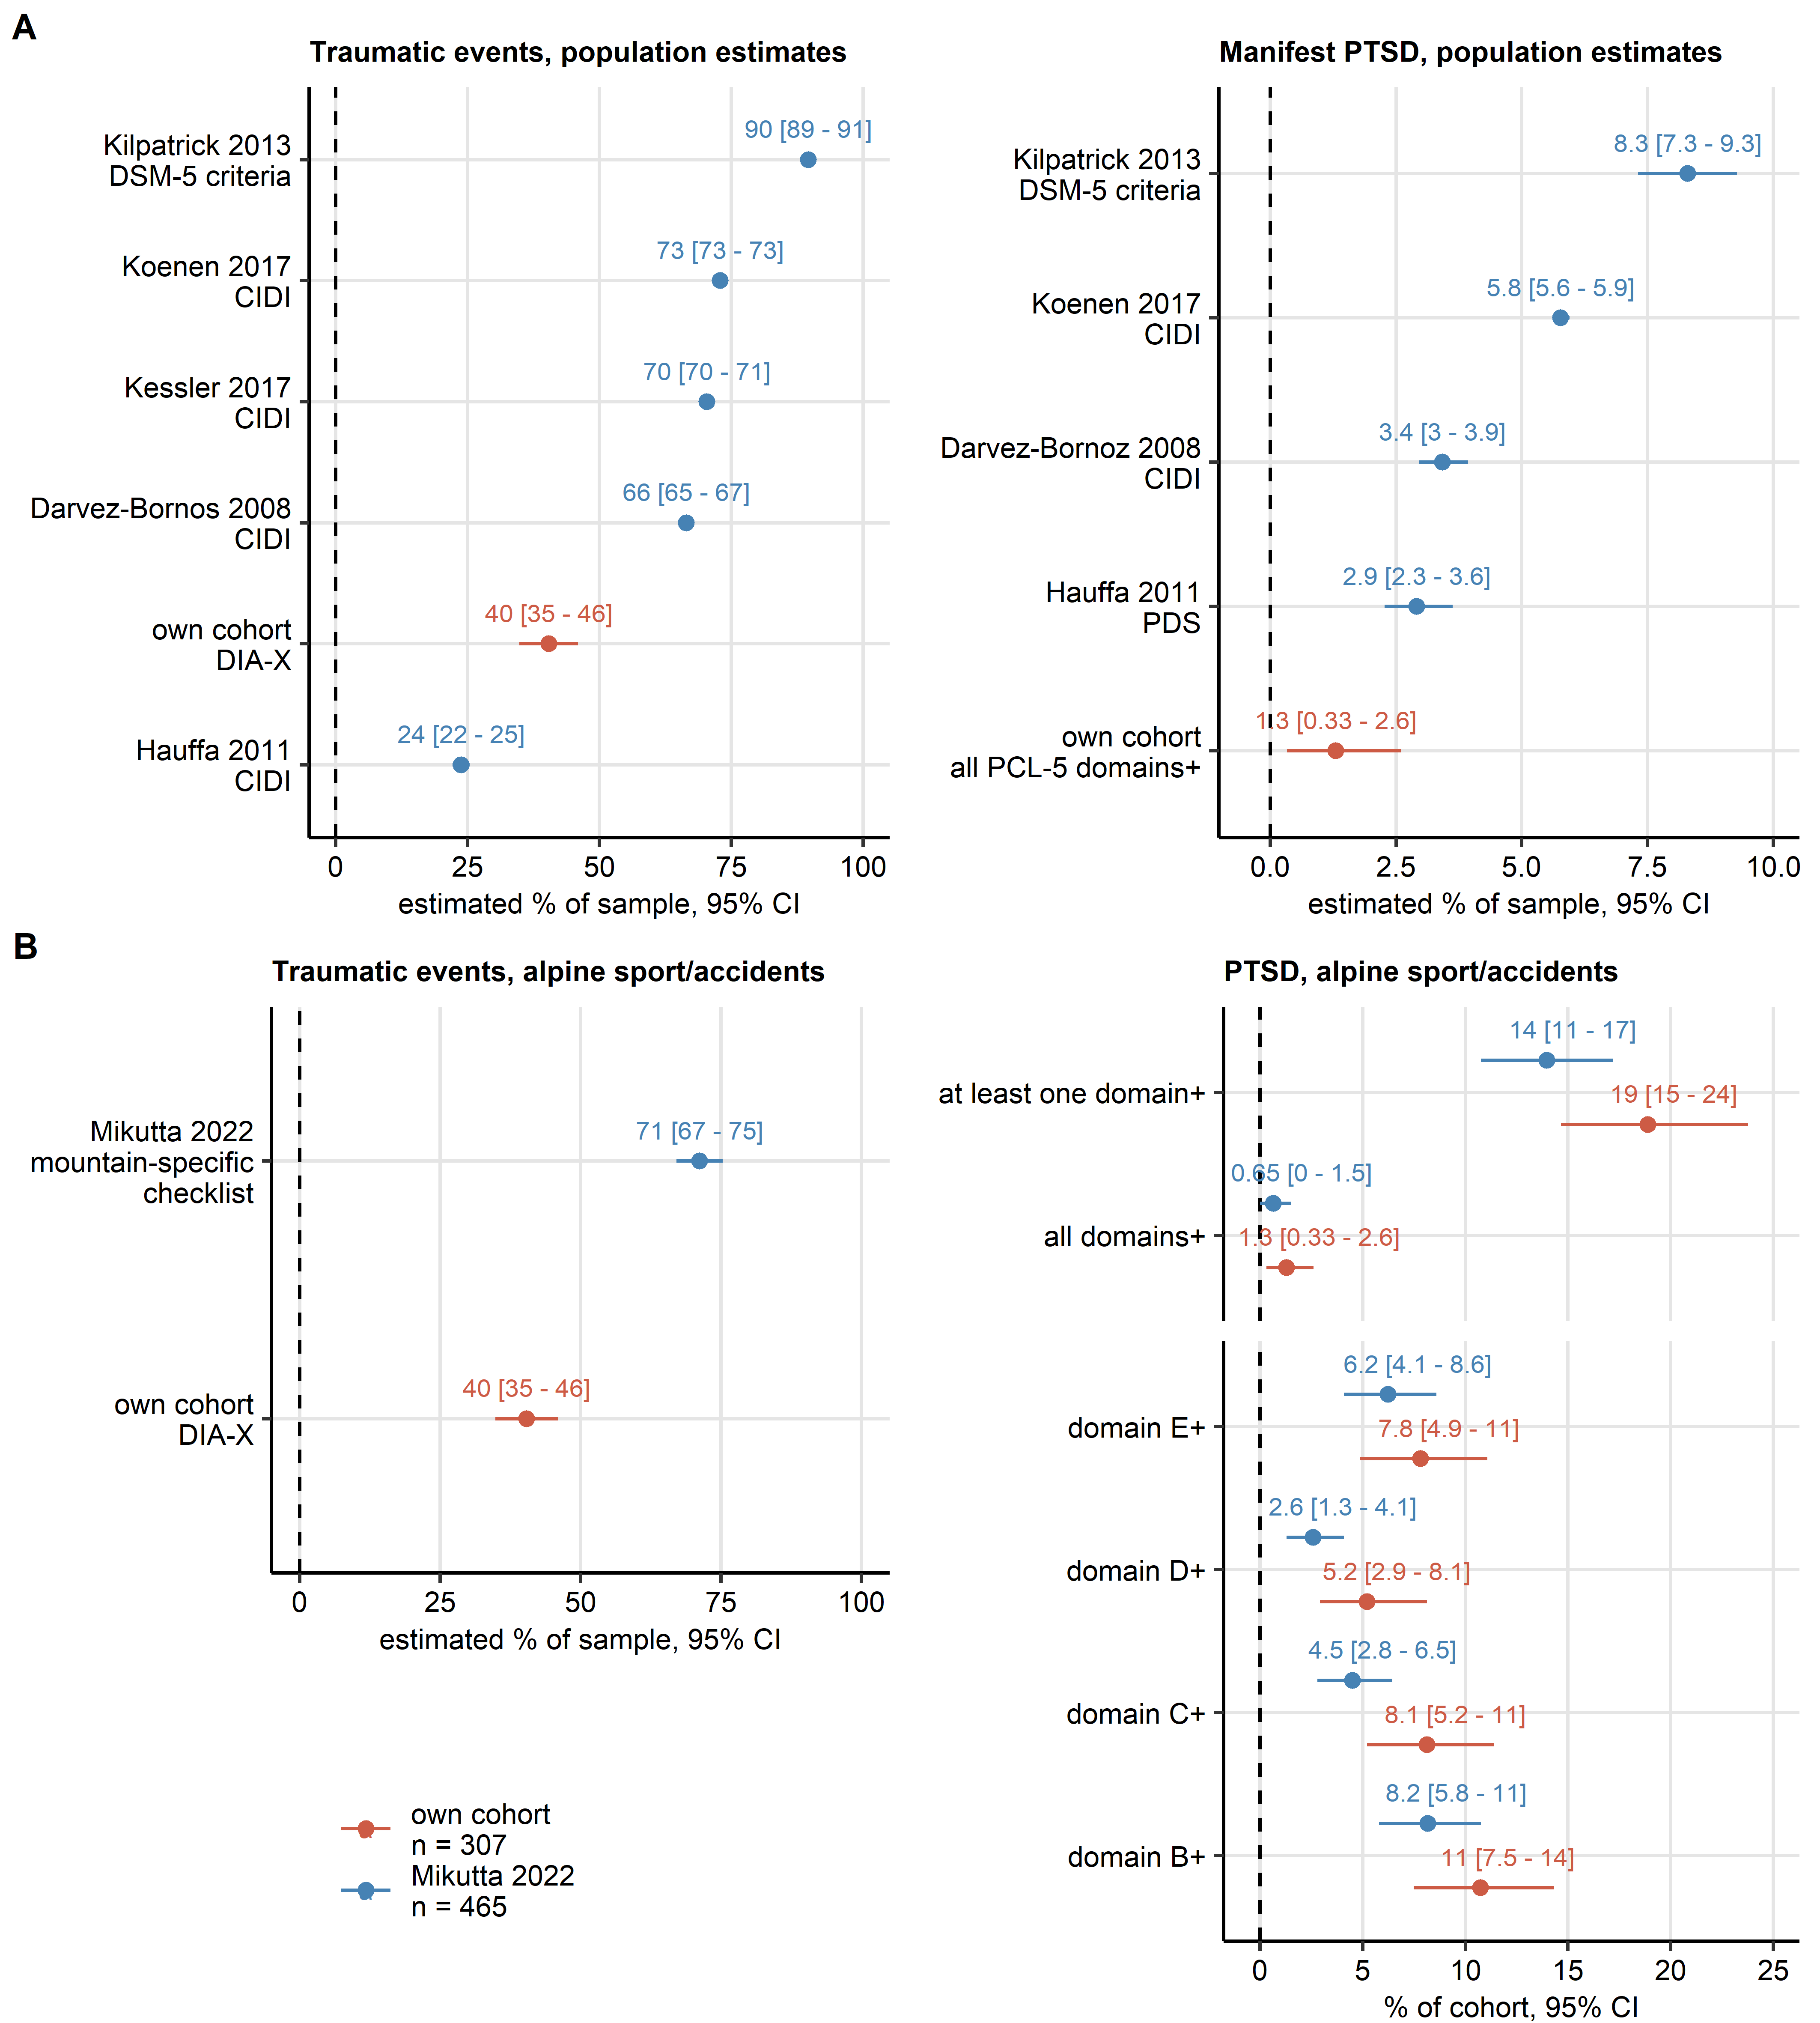 A
Traumatic events, population estimates
Kilpatrick 2013
DSM-5 criteria
90 [89 - 91]
Koenen 2017
CIDI
73 [73 - 73]
Kessler 2017
CIDI
70 [70 - 71]
Darvez-Bornos 2008
CIDI
66 [65 - 67]
own cohort
DIA-X
40 [35 - 46]
Hauffa 2011
CIDI
24 [22 - 25]
0 25 50 75 100
estimated % of sample, 95% CI
Manifest PTSD, population estimates
Kilpatrick 2013
DSM-5 criteria
8.3 [7.3 - 9.3]
Koenen 2017
CIDI
5.8 [5.6 - 5.9]
Darvez-Bornoz 2008
CIDI
3.4 [3 - 3.9]
Hauffa 2011
PDS
2.9 [2.3 - 3.6]
own cohort
all PCL-5 domains+
1.3 [0.33 - 2.6]
0.0 2.5 5.0 7.5 10.0
estimated % of sample, 95% CI
B
Traumatic events, alpine sport/accidents
Mikutta 2022
mountain-specific
checklist
71 [67 - 75]
own cohort
DIA-X
40 [35 - 46]
0 25 50 75 100
estimated % of sample, 95% CI
own cohort
n = 307
Mikutta 2022
n = 465
PTSD, alpine sport/accidents
14 [11 - 17]
at least one domain+
19 [15 - 24]
0.65 [0 - 1.5]
all domains+
1.3 [0.33 - 2.6]
6.2 [4.1 - 8.6]
domain E+
7.8 [4.9 - 11]
2.6 [1.3 - 4.1]
domain D+
5.2 [2.9 - 8.1]
4.5 [2.8 - 6.5]
domain C+
8.1 [5.2 - 11]
8.2 [5.8 - 11]
domain B+
11 [7.5 - 14]
0 5 10 15 20 25
% of cohort, 95% CI